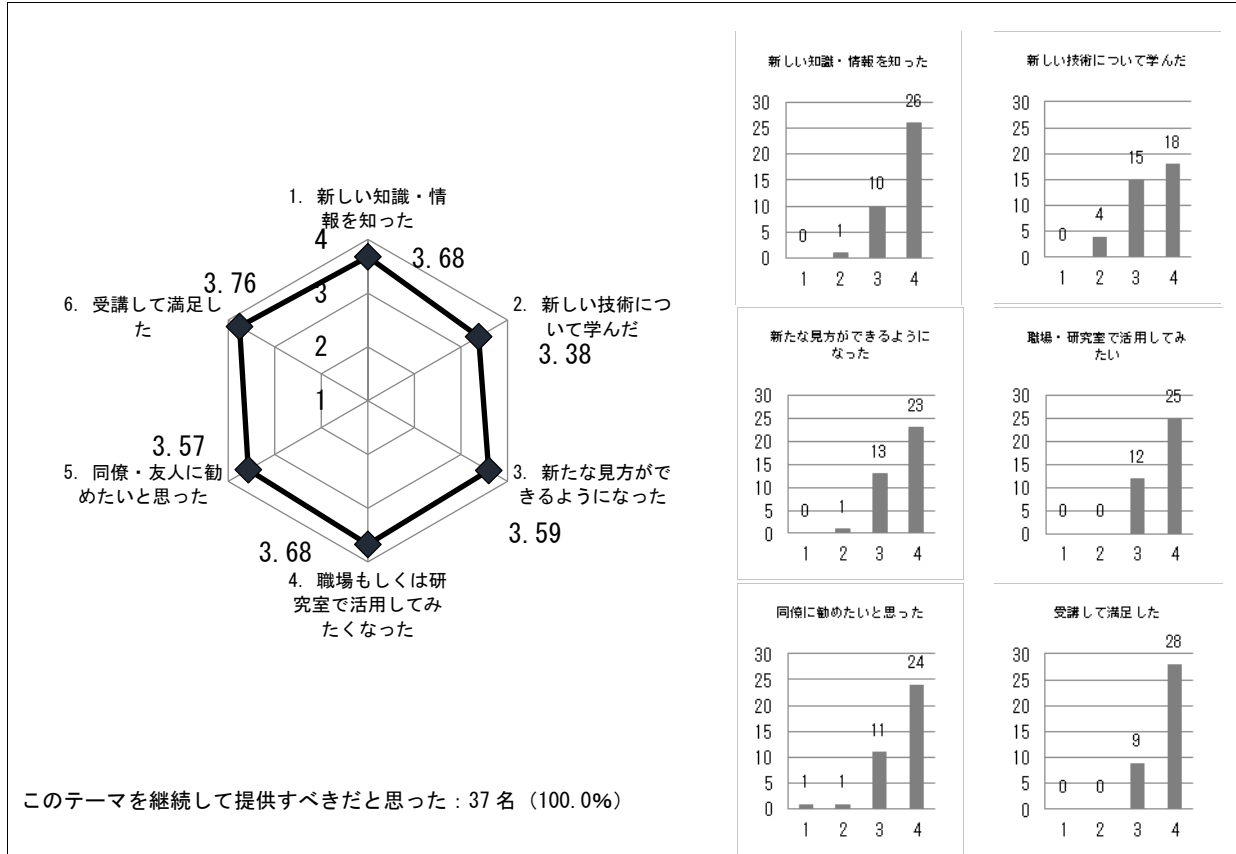 1. 新しい知識・情
報を知った
4
3.68
3.76
3
6. 受講して満足し
た
2. 新しい技術につ
いて学んだ
3.38
2
1
3.57
5. 同僚・友人に勧
めたいと思った
3. 新たな見方がで
きるようになった
3.59
3.68
4. 職場もしくは研
究室で活用してみ
たくなった
このテーマを継続して提供すべきだと思った：37 名（100.0%）
新しい知識・情報を知った
30
25
20
15
10
5
0
0
1
10
26
1 2 3 4
新しい技術について学んだ
30
25
20
15
10
5
0
0
4
15
18
1 2 3 4
新たな見方ができるように
なった
30
25
20
15
10
5
0
0
1
13
23
1 2 3 4
職場・研究室で活用してみ
たい
30
25
20
15
10
5
0
0
0
12
25
1 2 3 4
同僚に勧めたいと思った
30
25
20
15
10
5
0
1
1
11
24
1 2 3 4
受講して満足した
30
25
20
15
10
5
0
0
0
9
28
1 2 3 4